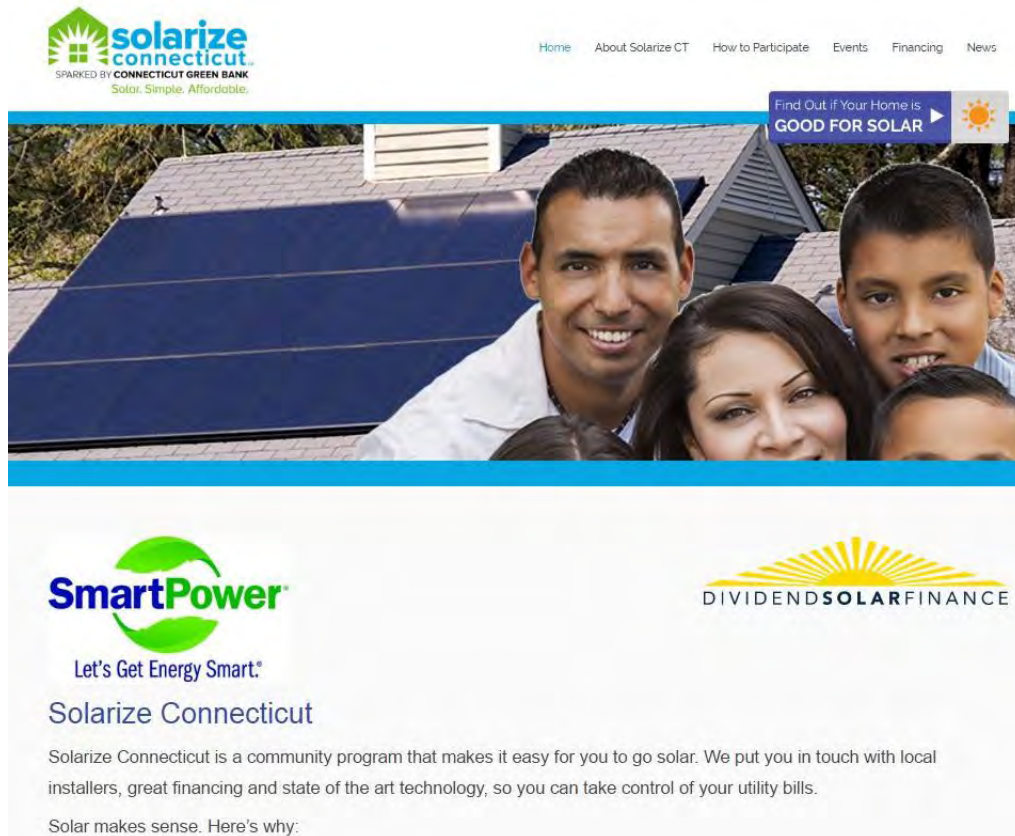 solarize
connecticut
SPARKED BY CONNECTICUT GREEN BANK
Solar. Simple. Affordable.
Home About Solarize CT How to Participate Events Financing News
Find Out if Your Home is
GOOD FOR SOLAR
SmartPower
Let's Get Energy Smart.®
DIVIDENDSOLARFINANCE
Solarize Connecticut
Solarize Connecticut is a community program that makes it easy for you to go solar. We put you in touch with local
installers, great financing and state of the art technology, so you can take control of your utility bills.
Solar makes sense. Here's why: